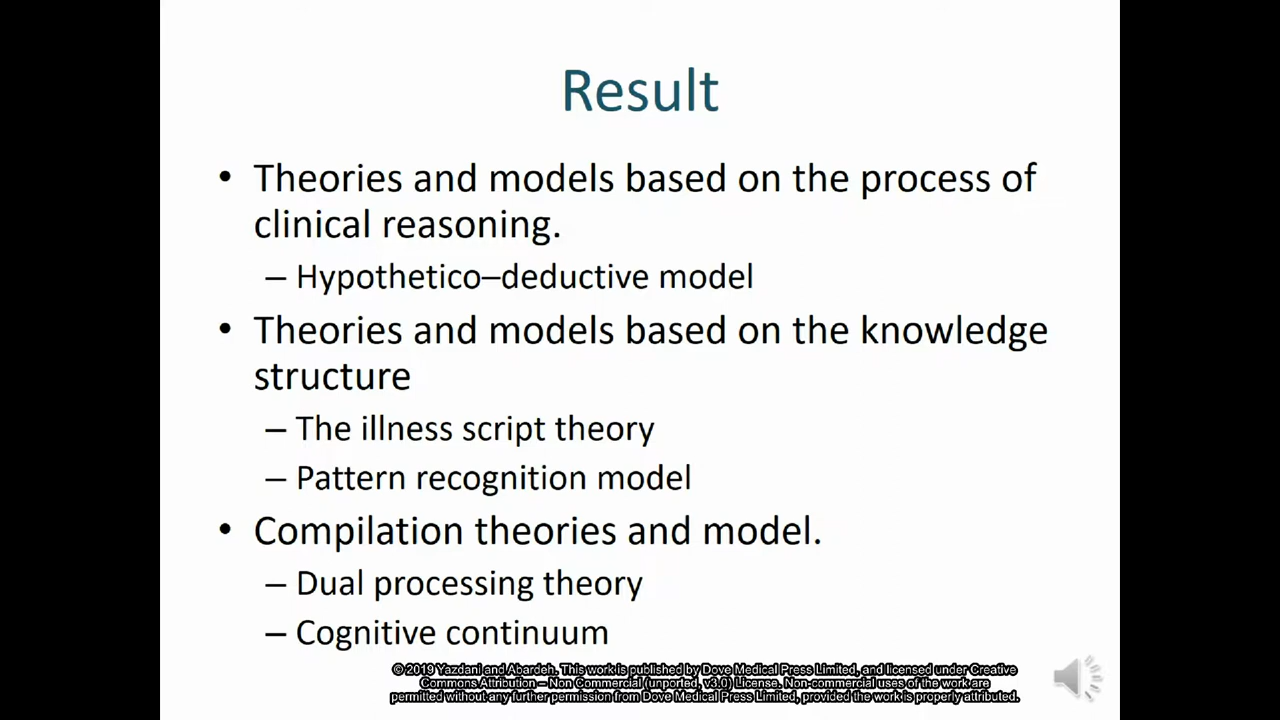 Result
• Theories and models based on the process of
clinical reasoning.
– Hypothetico–deductive model
• Theories and models based on the knowledge
structure
– The illness script theory
– Pattern recognition model
• Compilation theories and model.
– Dual processing theory
– Cognitive continuum
© 2019 Yazdani and Abardeh. This work is published by Dove Medical Press Limited, and licensed under Creative
Commons Attribution – Non Commercial (unported, v3.0) License. Non-commercial uses of the work are
permitted without any further permission from Dove Medical Press Limited, provided the work is properly attributed.